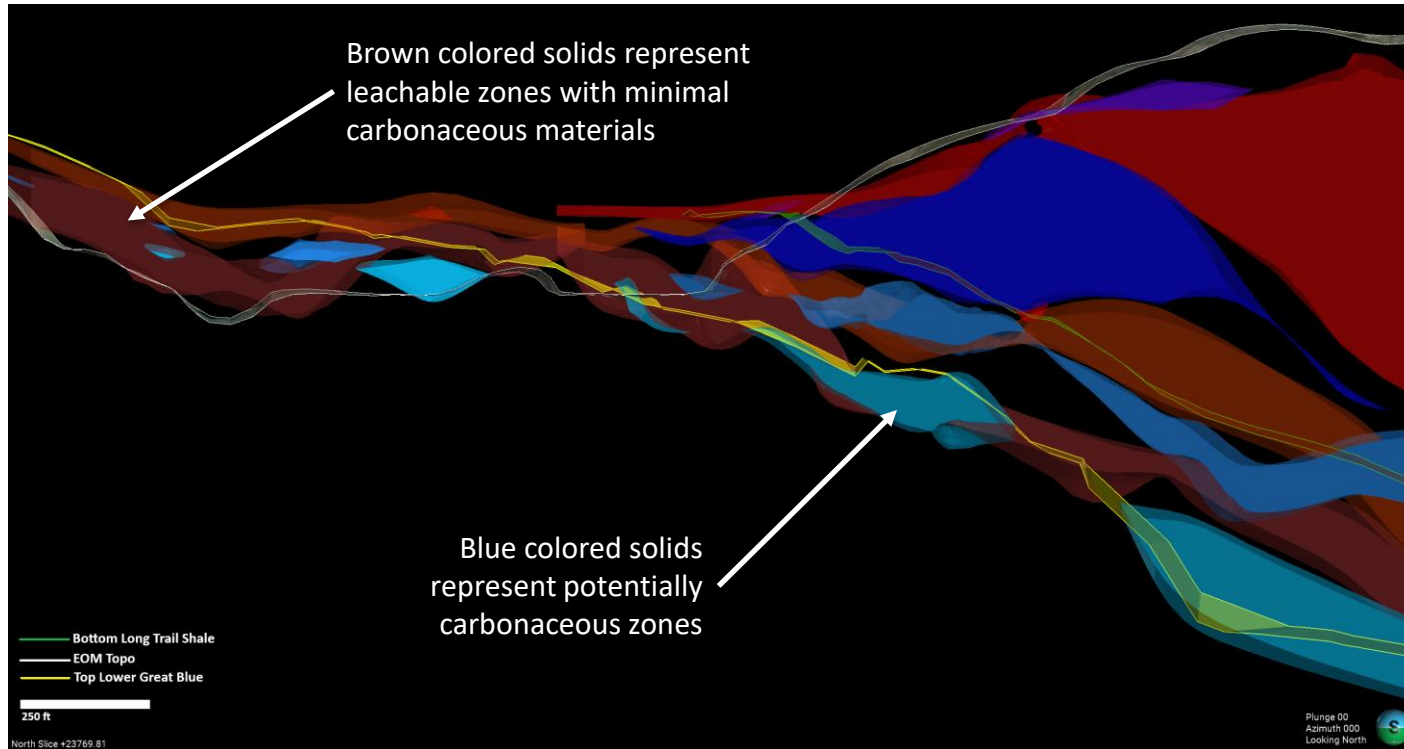 Brown colored solids represent
leachable zones with minimal
carbonaceous materials
Blue colored solids
represent potentially
carbonaceous zones
Bottom Long Trail Shale
EOM Topo
Top Lower Great Blue
250 ft
North Slice +23769.81
Plunge 00
Azimuth 000
Looking North
S